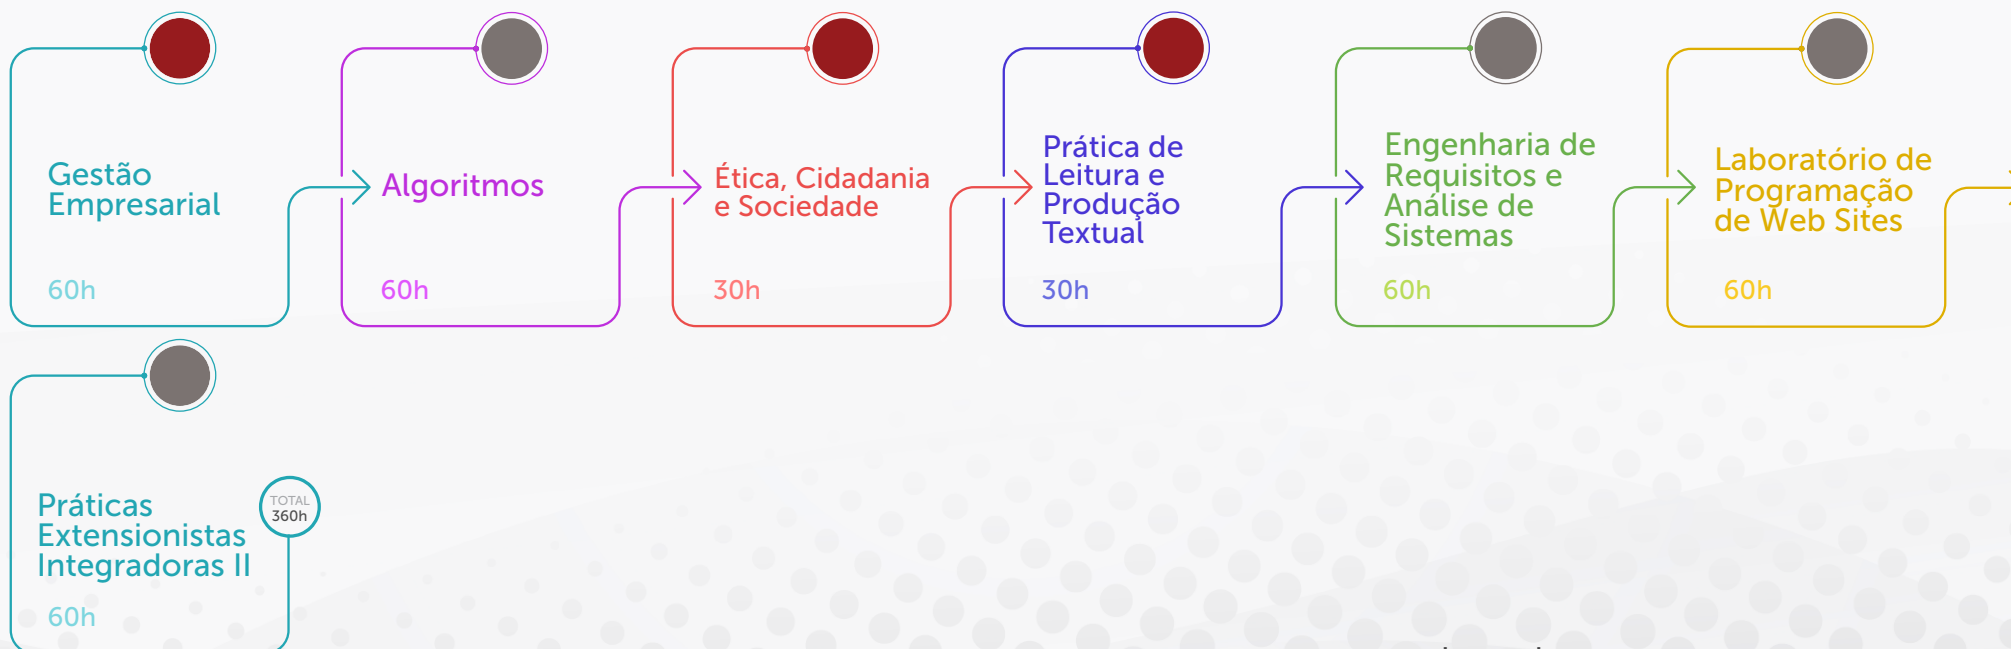 Gestão
Empresarial
60h
Algoritmos
60h
Ética, Cidadania
e Sociedade
30h
Prática de
Leitura e
Produção
Textual
30h
Engenharia de
Requisitos e
Análise de
Sistemas
60h
Laboratório de
Programação
de Web Sites
60h
Práticas
Extensionistas
Integradoras II
60h
TOTAL
360h